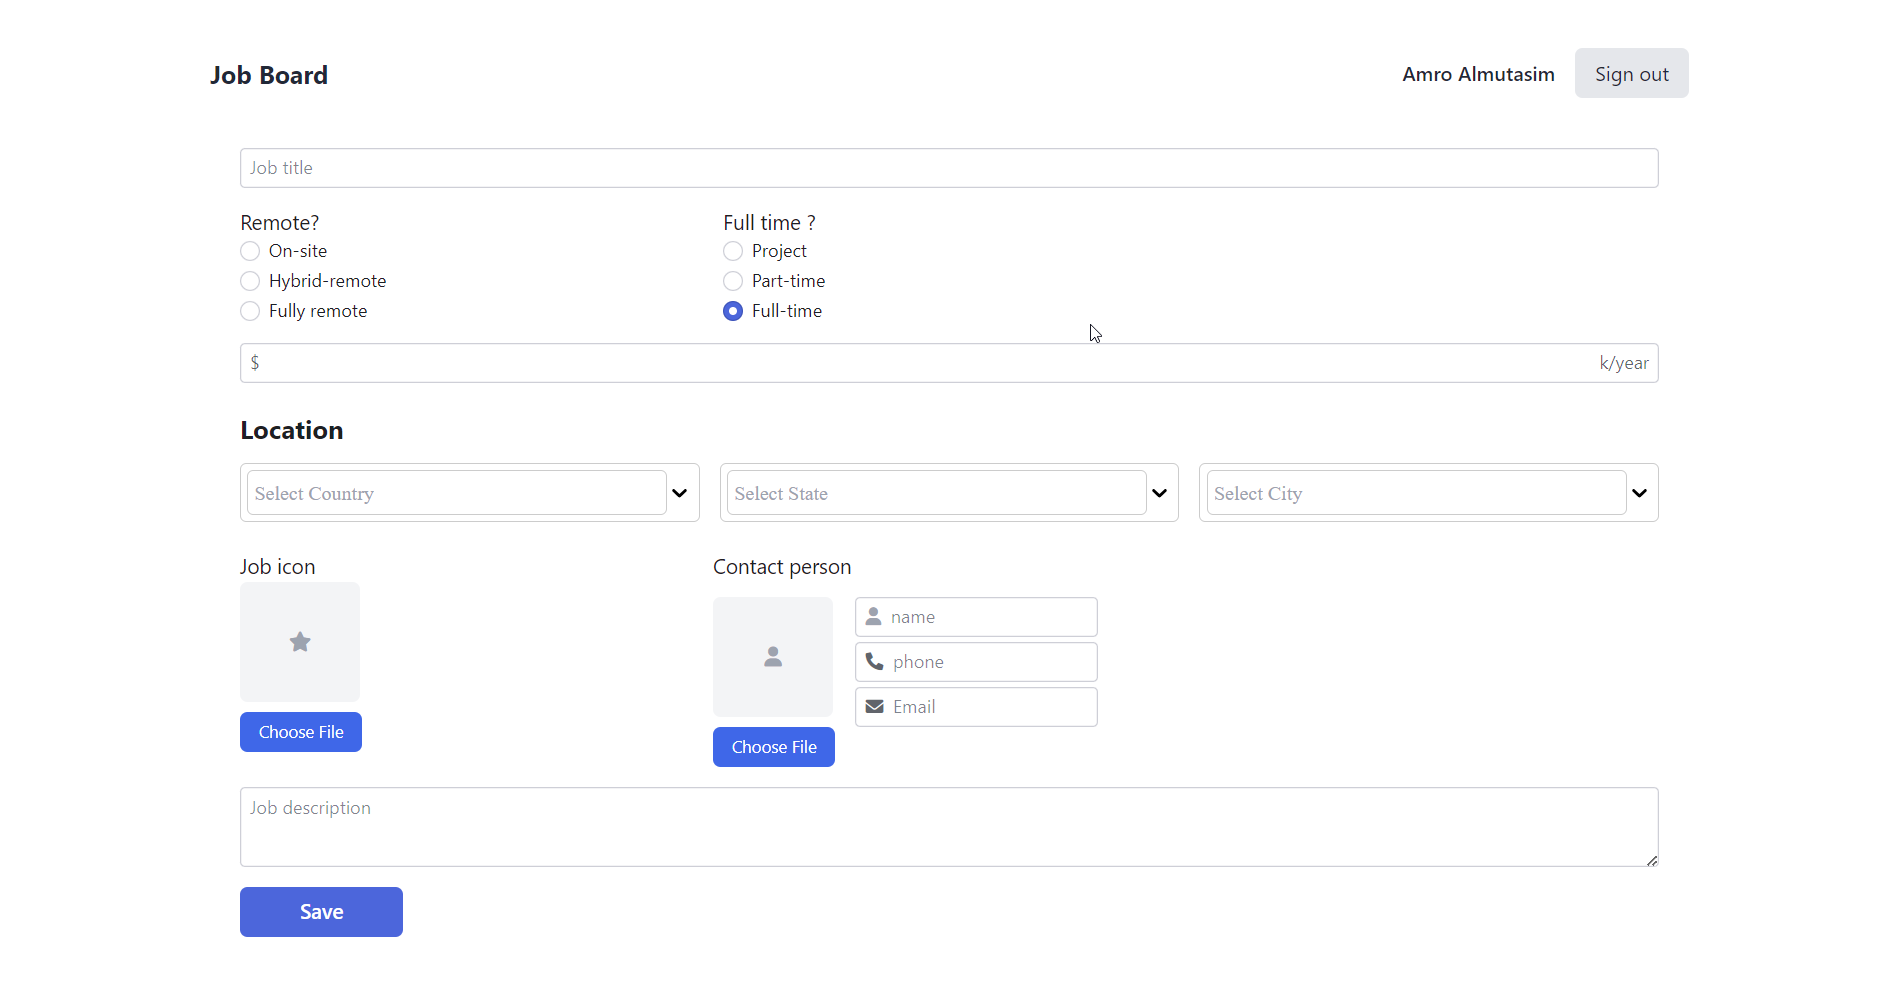 Job Board
Amro Almutasim
Sign out
Job title
Remote?
On-site
Hybrid-remote
Fully remote
Full time ?
Project
Part-time
Full-time
$
k/year
Location
Select Country
Select State
Select City
Job icon
Choose File
Contact person
name
phone
Email
Choose File
Job description
Save